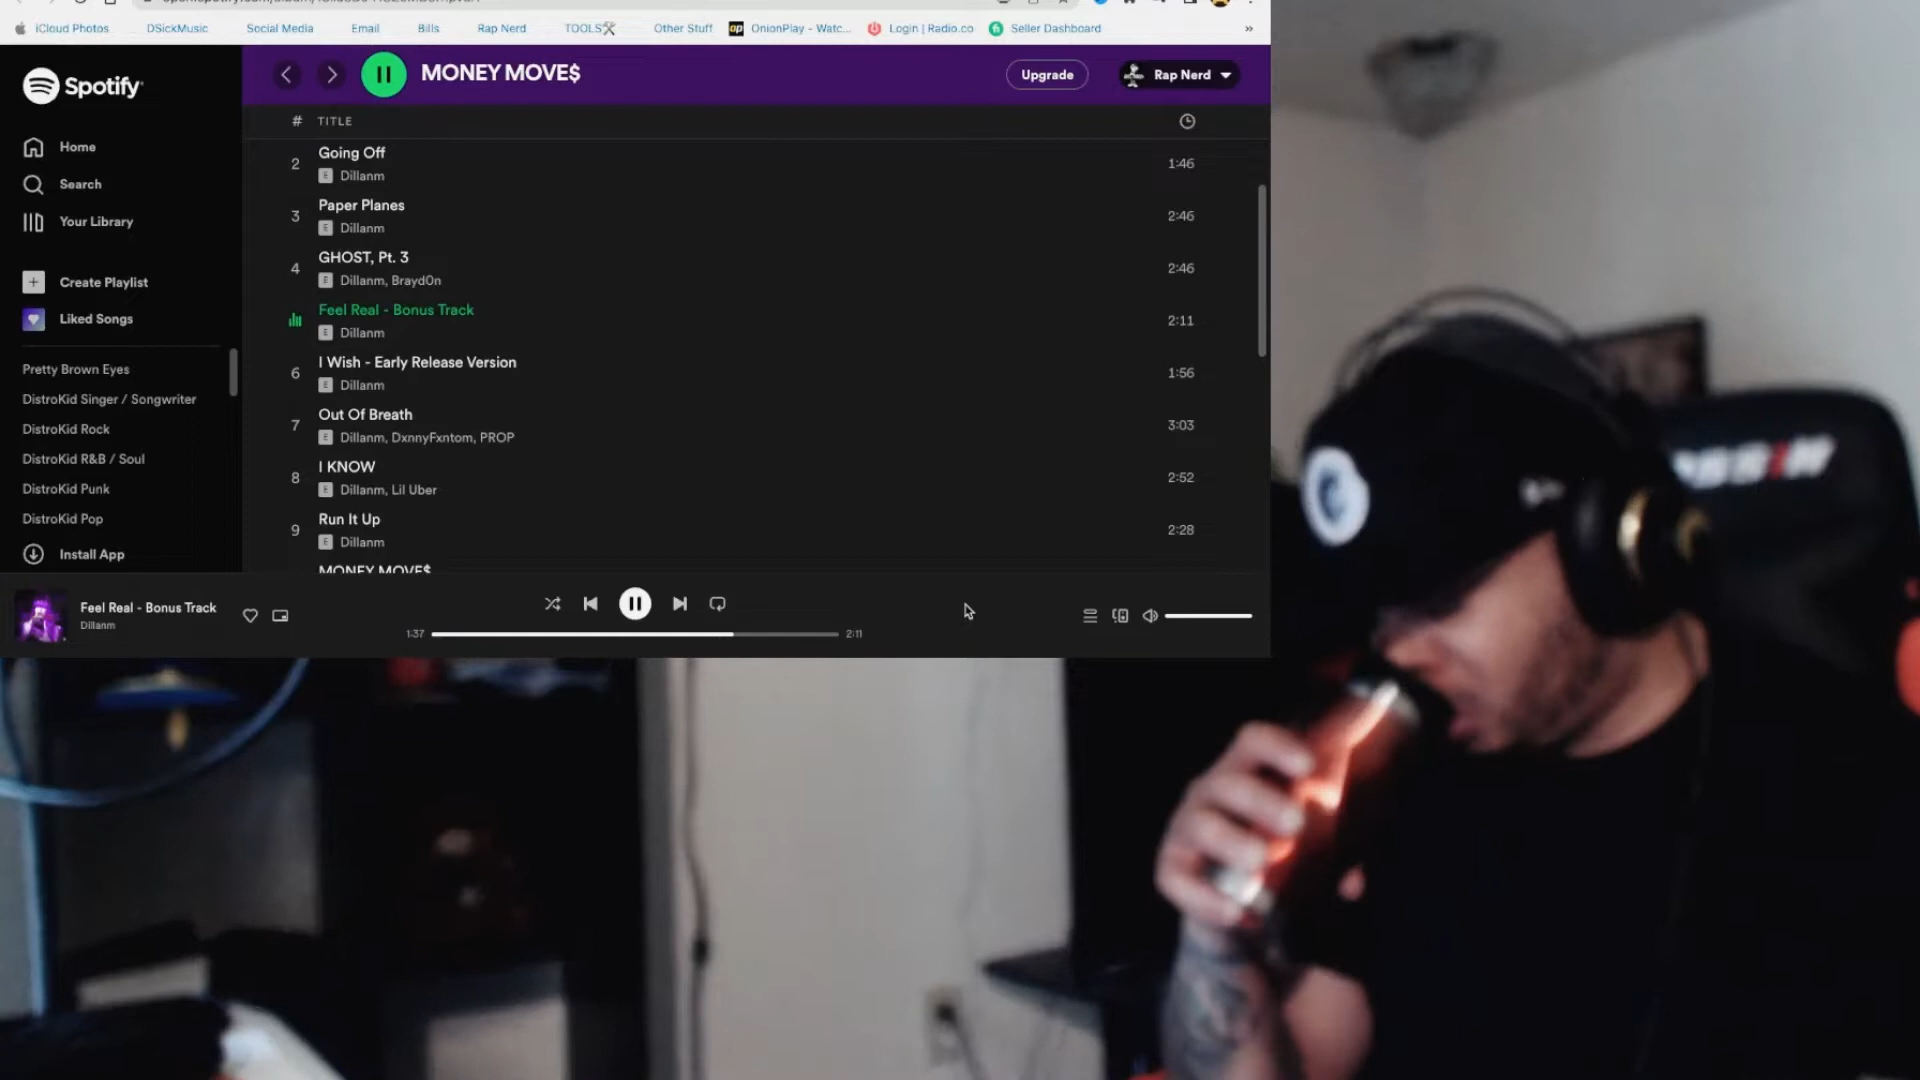 iCloud Photos DSickMusic Social Media Email Bills Rap Nerd TOOLS🛠 Other Stuff op OnionPlay - Watc... Login | Radio.co Seller Dashboard »
Spotify
MONEY MOVE$
Upgrade
Rap Nerd
# TITLE
Home
Search
Your Library
Create Playlist
Liked Songs
Pretty Brown Eyes
DistroKid Singer / Songwriter
DistroKid Rock
DistroKid R&B / Soul
DistroKid Punk
DistroKid Pop
Install App
2 Going Off 1:46
E Dillanm
3 Paper Planes 2:46
E Dillanm
4 GHOST, Pt. 3 2:46
E Dillanm, Brayd0n
Feel Real - Bonus Track 2:11
E Dillanm
6 I Wish - Early Release Version 1:56
E Dillanm
7 Out Of Breath 3:03
E Dillanm, DxnnyFxntom, PROP
8 I KNOW 2:52
E Dillanm, Lil Uber
9 Run It Up 2:28
E Dillanm
MONEY MOVE$
Feel Real - Bonus Track
Dillanm
1:37 2:11